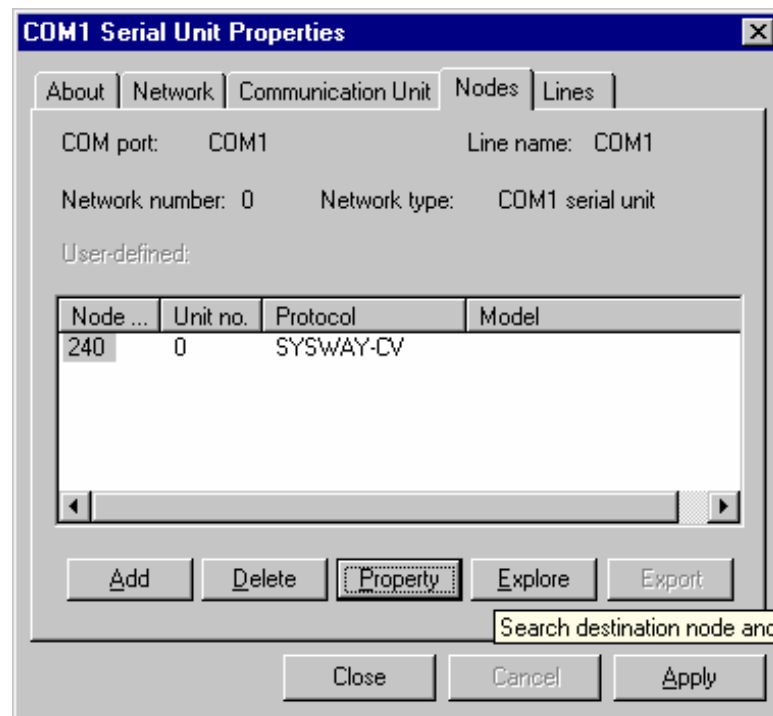 COM1 Serial Unit Properties
About Network Communication Unit Nodes Lines
COM port: COM1 Line name: COM1
Network number: 0 Network type: COM1 serial unit
User-defined:
Node ... Unit no. Protocol Model
240 0 SYSWAY-CV
Add Delete Property Explore Export
Search destination node and
Close Cancel Apply